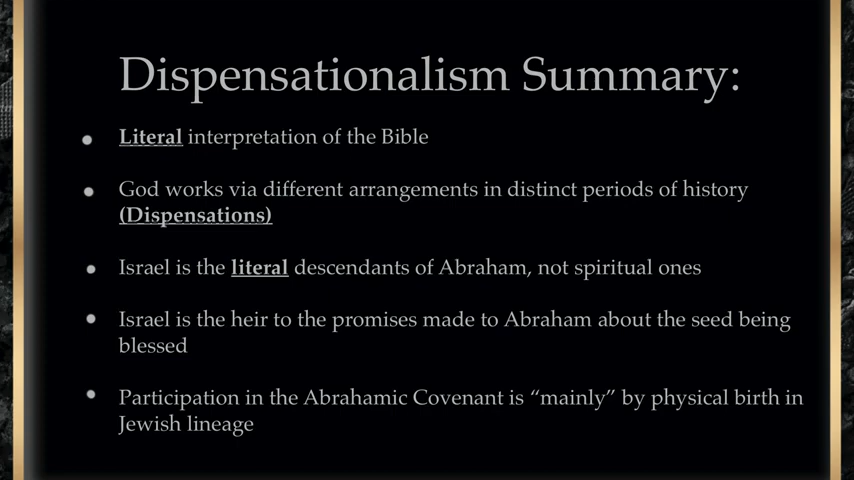 Dispensationalism Summary:
• Literal interpretation of the Bible
• God works via different arrangements in distinct periods of history
(Dispensations)
• Israel is the literal descendants of Abraham, not spiritual ones
• Israel is the heir to the promises made to Abraham about the seed being
blessed
• Participation in the Abrahamic Covenant is “mainly” by physical birth in
Jewish lineage